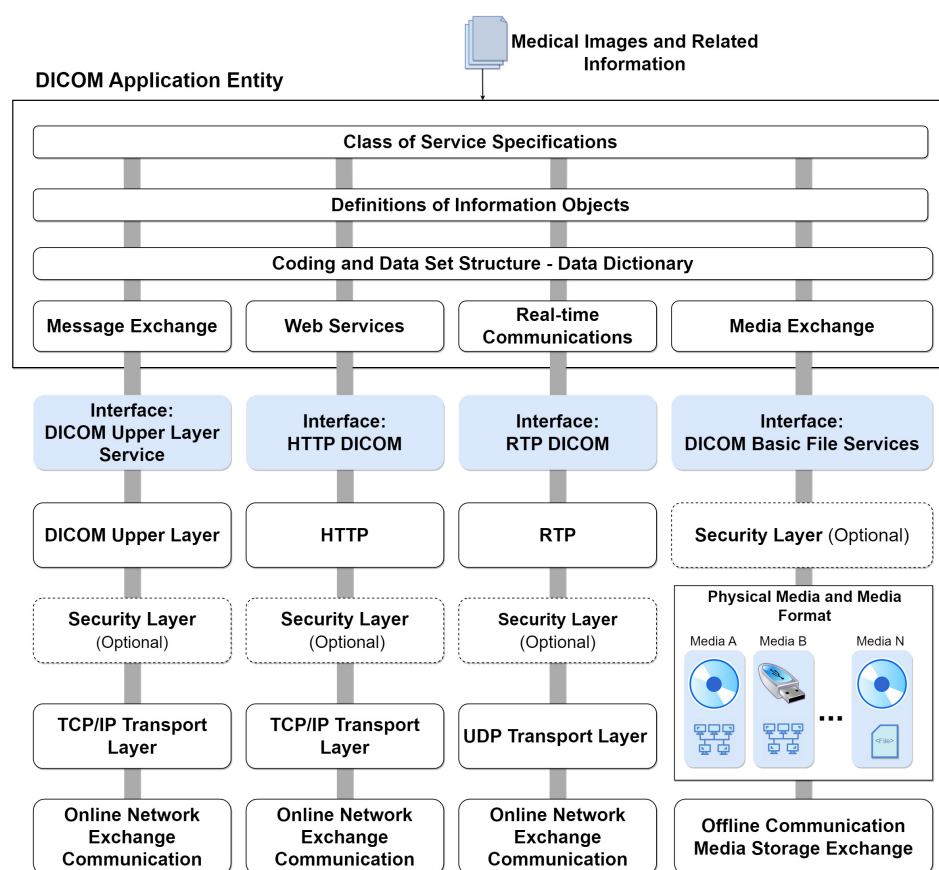 Medical Images and Related
Information
DICOM Application Entity
Class of Service Specifications
Definitions of Information Objects
Coding and Data Set Structure - Data Dictionary
Message Exchange
Web Services
Real-time
Communications
Media Exchange
Interface:
DICOM Upper Layer
Service
Interface:
HTTP DICOM
Interface:
RTP DICOM
Interface:
DICOM Basic File Services
DICOM Upper Layer
HTTP
RTP
Security Layer (Optional)
Security Layer
(Optional)
Security Layer
(Optional)
Security Layer
(Optional)
Physical Media and Media
Format
Media A
Media B
Media N
...
<File>
TCP/IP Transport
Layer
TCP/IP Transport
Layer
UDP Transport Layer
Online Network
Exchange
Communication
Online Network
Exchange
Communication
Online Network
Exchange
Communication
Offline Communication
Media Storage Exchange